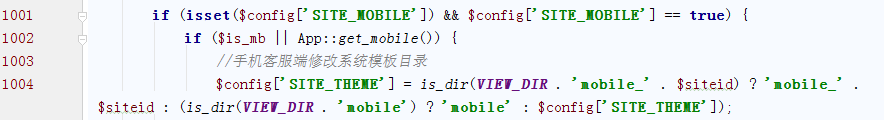 1001 if (isset($config['SITE_MOBILE']) && $config['SITE_MOBILE'] == true) {
1002 if ($is_mb || App::get_mobile()) {
1003 //手机客服端修改系统模板目录
1004 $config['SITE_THEME'] = is_dir(VIEW_DIR . 'mobile_' . $siteid) ? 'mobile_' .
$siteid : (is_dir(VIEW_DIR . 'mobile') ? 'mobile' : $config['SITE_THEME']);